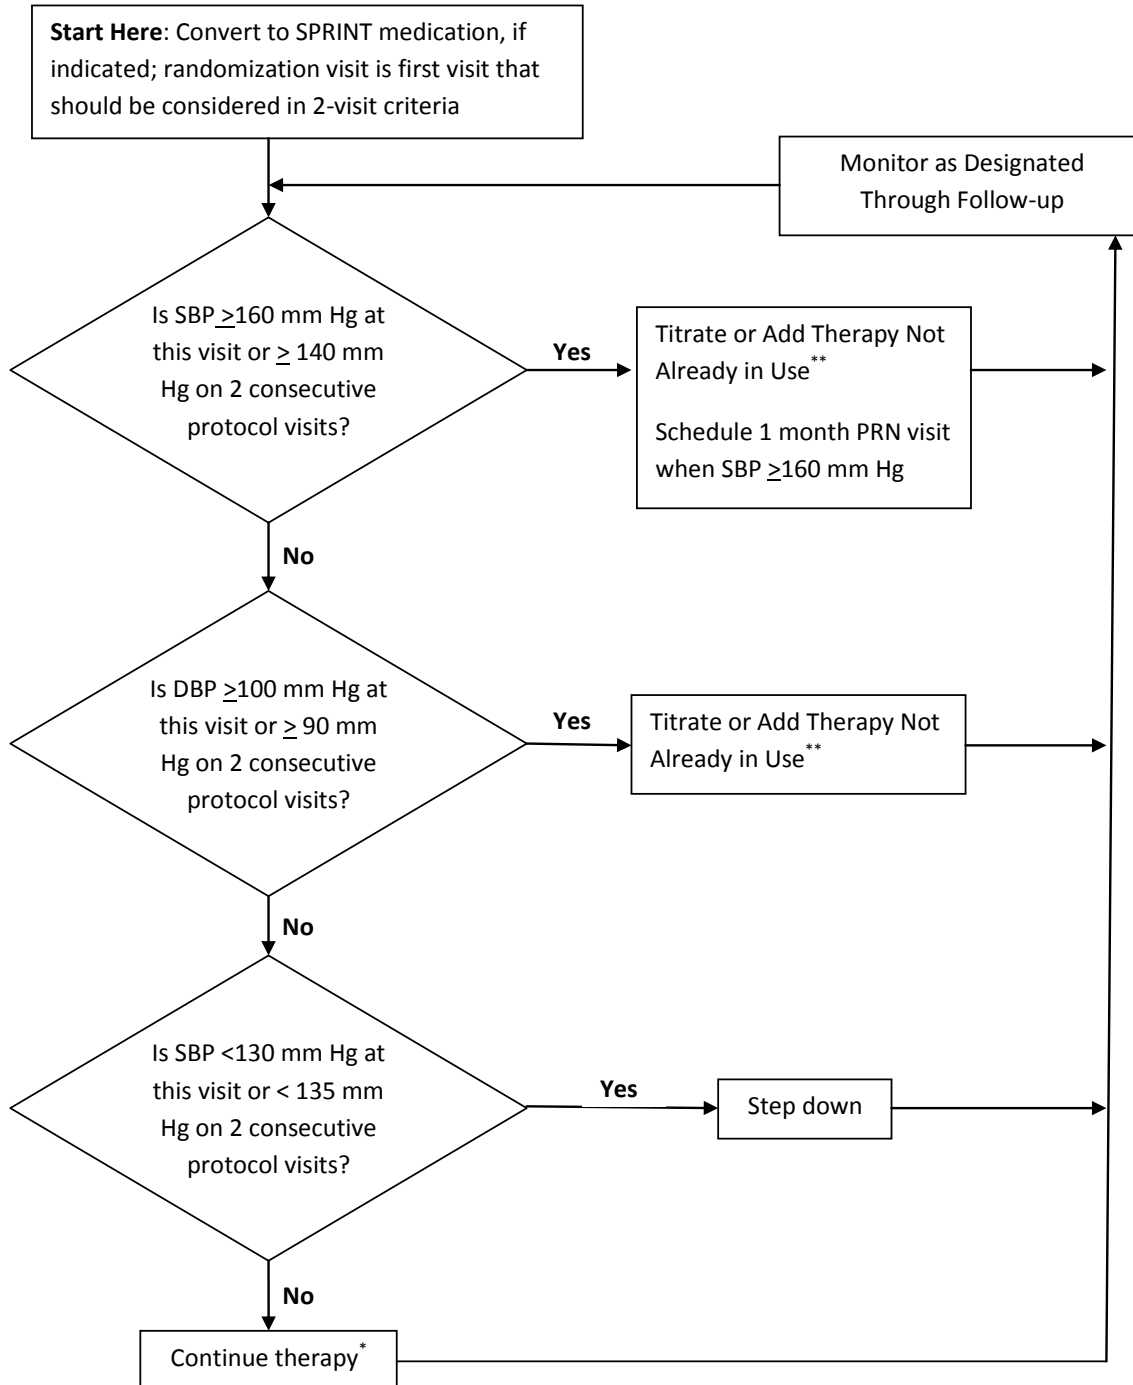 Start Here: Convert to SPRINT medication, if
indicated; randomization visit is first visit that
should be considered in 2-visit criteria
Monitor as Designated
Through Follow-up
Is SBP ≥160 mm Hg at
this visit or ≥ 140 mm
Hg on 2 consecutive
protocol visits?
Yes
Titrate or Add Therapy Not
Already in Use**
Schedule 1 month PRN visit
when SBP ≥160 mm Hg
No
Is DBP ≥100 mm Hg at
this visit or ≥ 90 mm
Hg on 2 consecutive
protocol visits?
Yes
Titrate or Add Therapy Not
Already in Use**
No
Is SBP <130 mm Hg at
this visit or < 135 mm
Hg on 2 consecutive
protocol visits?
Yes
Step down
No
Continue therapy*